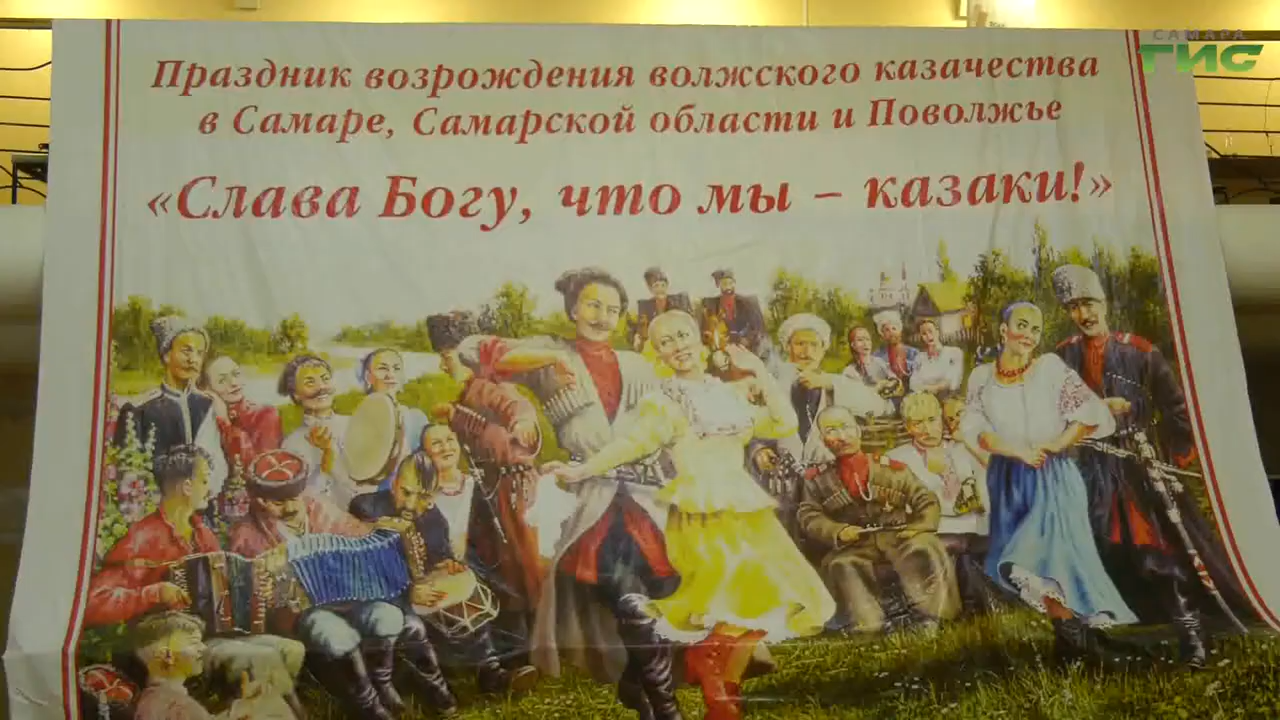 САМАРА
ГИС
Праздник возрождения волжского казачества
в Самаре, Самарской области и Поволжье
«Слава Богу, что мы – казаки!»